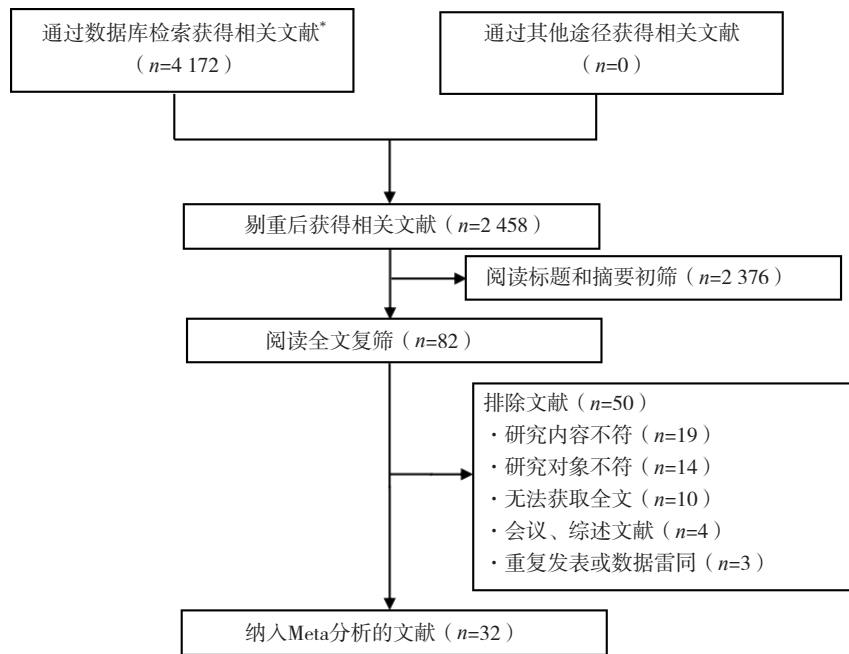 通过数据库检索获得相关文献*
（n=4 172）
通过其他途径获得相关文献
（n=0）
剔重后获得相关文献（n=2 458）
阅读标题和摘要初筛（n=2 376）
阅读全文复筛（n=82）
排除文献（n=50）
·研究内容不符（n=19）
·研究对象不符（n=14）
·无法获取全文（n=10）
·会议、综述文献（n=4）
·重复发表或数据雷同（n=3）
纳入Meta分析的文献（n=32）